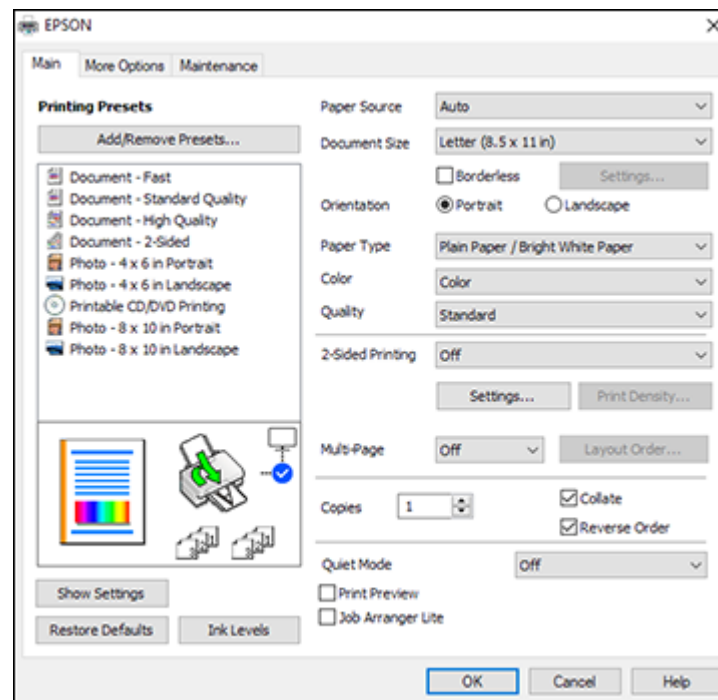 EPSON
Main
More Options
Maintenance
Printing Presets
Add/Remove Presets...
Document - Fast
Document - Standard Quality
Document - High Quality
Document - 2-Sided
Photo - 4 x 6 in Portrait
Photo - 4 x 6 in Landscape
Printable CD/DVD Printing
Photo - 8 x 10 in Portrait
Photo - 8 x 10 in Landscape
Show Settings
Restore Defaults
Ink Levels
Paper Source
Auto
Document Size
Letter (8.5 x 11 in)
Borderless
Settings...
Orientation
Portrait
Landscape
Paper Type
Plain Paper / Bright White Paper
Color
Color
Quality
Standard
2-Sided Printing
Off
Settings...
Print Density...
Multi-Page
Off
Layout Order...
Copies
1
Collate
Reverse Order
Quiet Mode
Off
Print Preview
Job Arranger Lite
OK
Cancel
Help